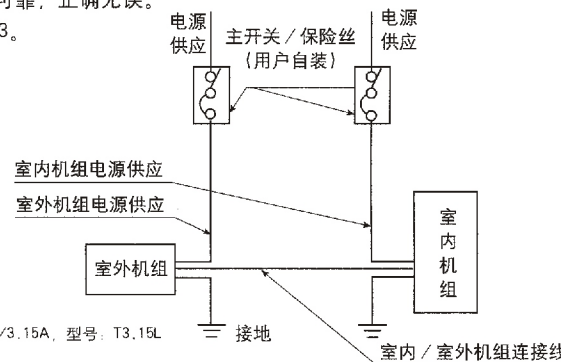 可靠，正确无误。
3。
电源
供应
电源
供应
主开关／保险丝
（用户自装）
室内机组电源供应
室外机组电源供应
室外机组
室内机组
/3.15A，型号：T3.15L
接地
室内／室外机组连接线